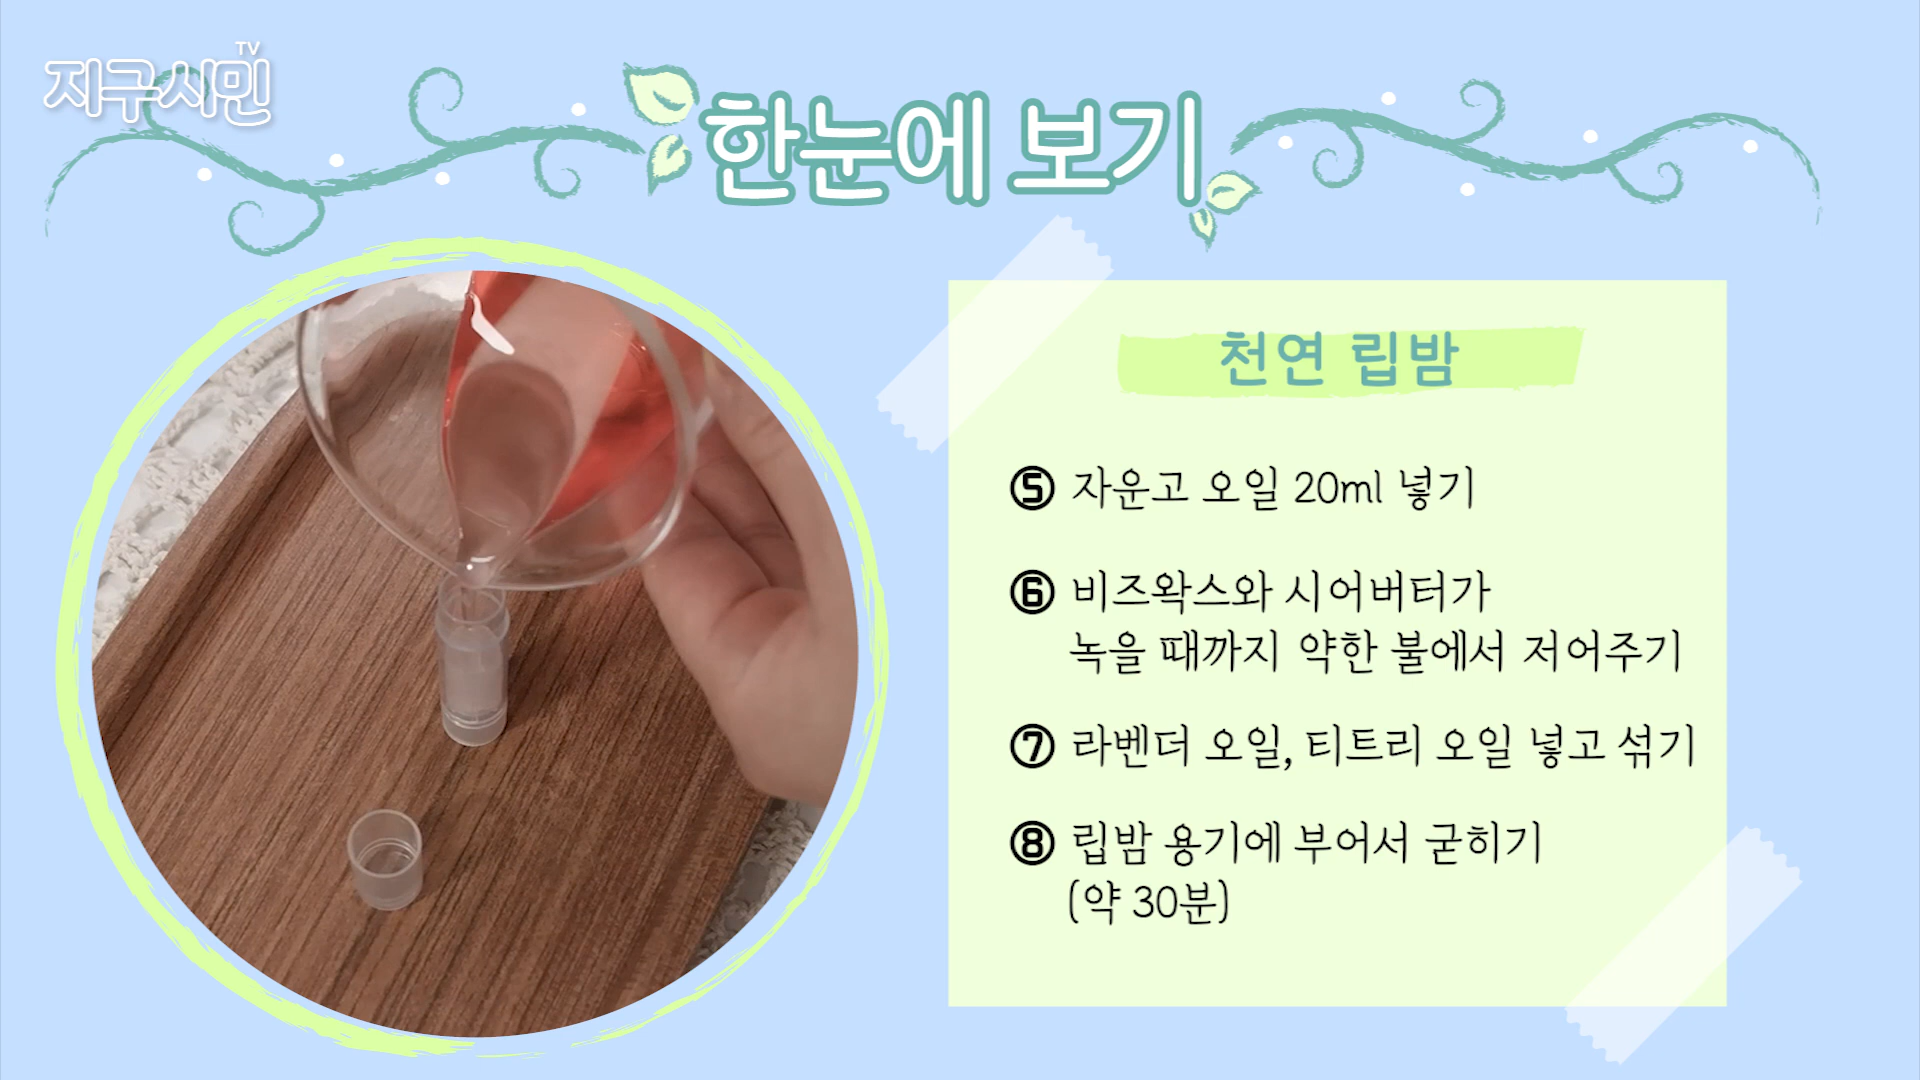 지구시민 TV
한눈에 보기
천연 립밤
⑤ 자운고 오일 20ml 넣기
⑥ 비즈왁스와 시어버터가
녹을 때까지 약한 불에서 저어주기
⑦ 라벤더 오일, 티트리 오일 넣고 섞기
⑧ 립밤 용기에 부어서 굳히기
(약 30분)